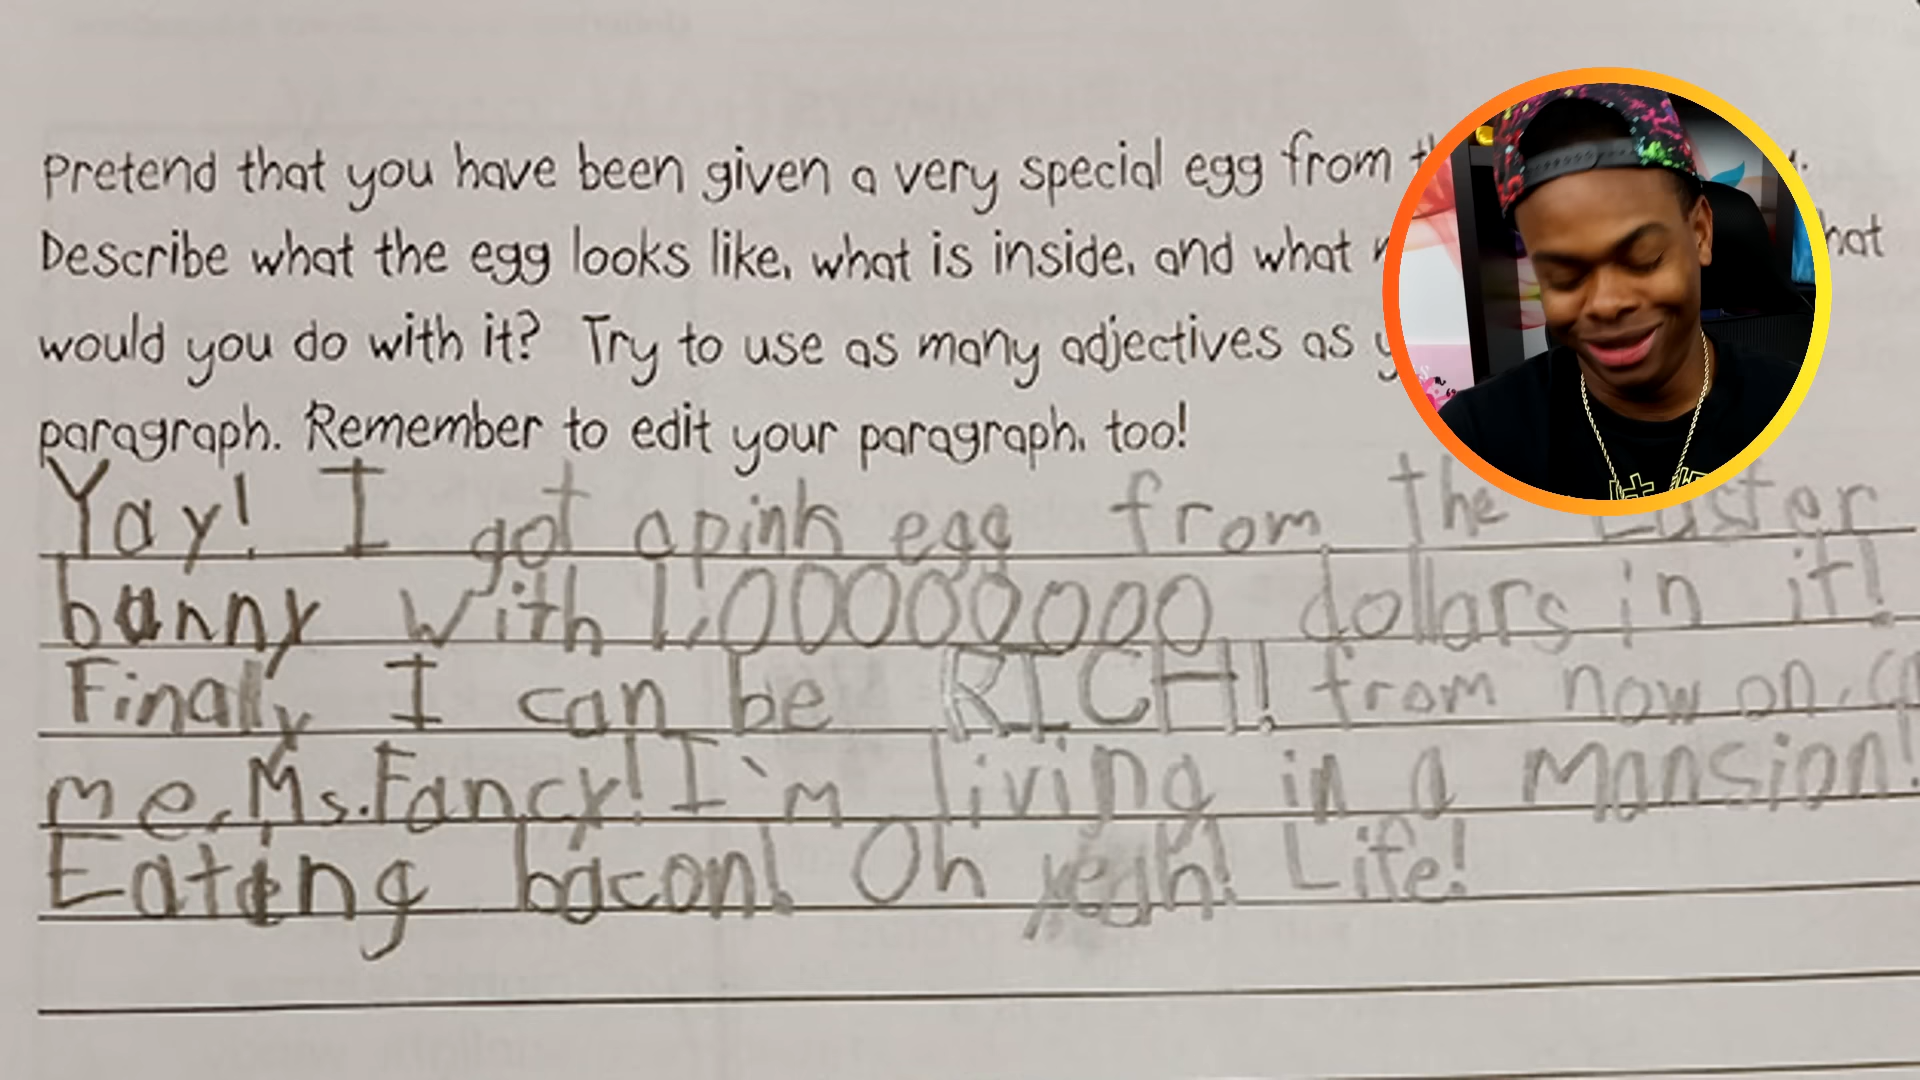 Pretend that you have been given a very special egg from
Describe what the egg looks like, what is inside, and what
would you do with it? Try to use as many adjectives as
paragraph. Remember to edit your paragraph, too!
Yay! I got a pink egg from the Easter
bunny with 1,00000000 dollars in it!
Finally I can be RICH! from now on,
me, Ms. Fancy! I`m living in a Mansion!
Eating bacon! Oh yeah! Life!